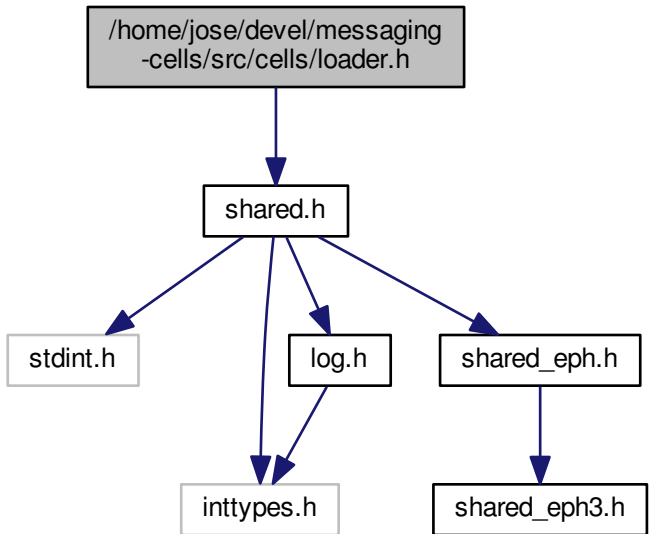 /home/jose/devel/messaging
-cells/src/cells/loader.h
shared.h
stdint.h
log.h
shared_eph.h
inttypes.h
shared_eph3.h